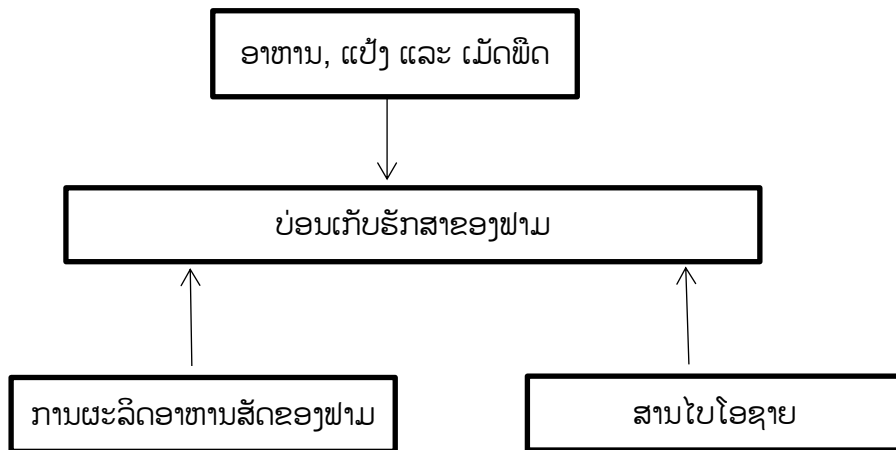 ອາຫານ, ແປ້ງ ແລະ ເມັດພືດ
ບ່ອນເກັບຮັກສາຂອງຟາມ
ການຜະລິດອາຫານສັດຂອງຟາມ
ສານໄບໂອຊາຍ